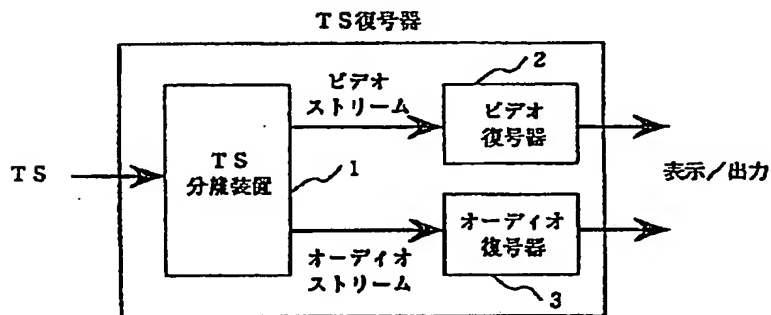 TS復号器
TS
TS
分離装置
1
ビデオ
ストリーム
オーディオ
ストリーム
2
ビデオ
復号器
オーディオ
復号器
3
表示/出力